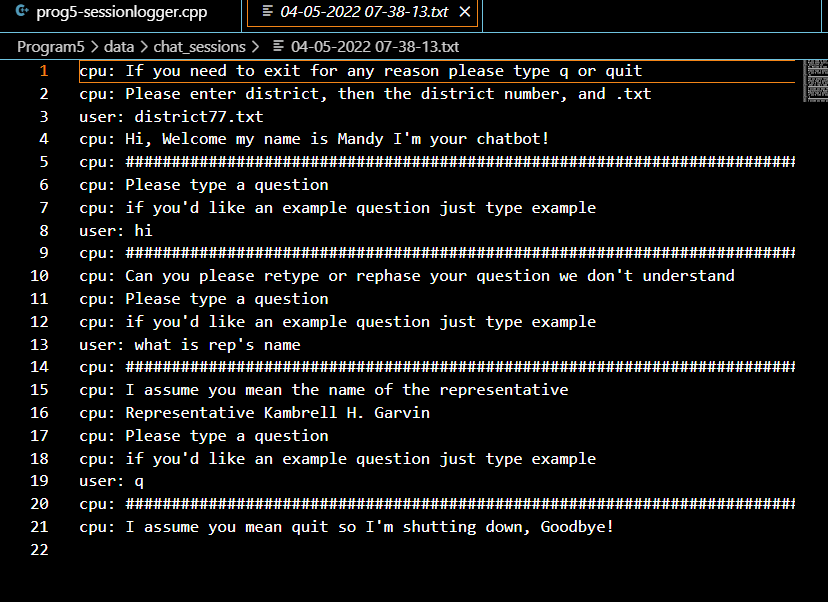 prog5-sessionlogger.cpp 04-05-2022 07-38-13.txt
Program5 > data > chat_sessions > 04-05-2022 07-38-13.txt
1 cpu: If you need to exit for any reason please type q or quit
2 cpu: Please enter district, then the district number, and .txt
3 user: district77.txt
4 cpu: Hi, Welcome my name is Mandy I'm your chatbot!
5 cpu: #########################################################################
6 cpu: Please type a question
7 cpu: if you'd like an example question just type example
8 user: hi
9 cpu: #########################################################################
10 cpu: Can you please retype or rephase your question we don't understand
11 cpu: Please type a question
12 cpu: if you'd like an example question just type example
13 user: what is rep's name
14 cpu: #########################################################################
15 cpu: I assume you mean the name of the representative
16 cpu: Representative Kambrell H. Garvin
17 cpu: Please type a question
18 cpu: if you'd like an example question just type example
19 user: q
20 cpu: #########################################################################
21 cpu: I assume you mean quit so I'm shutting down, Goodbye!
22